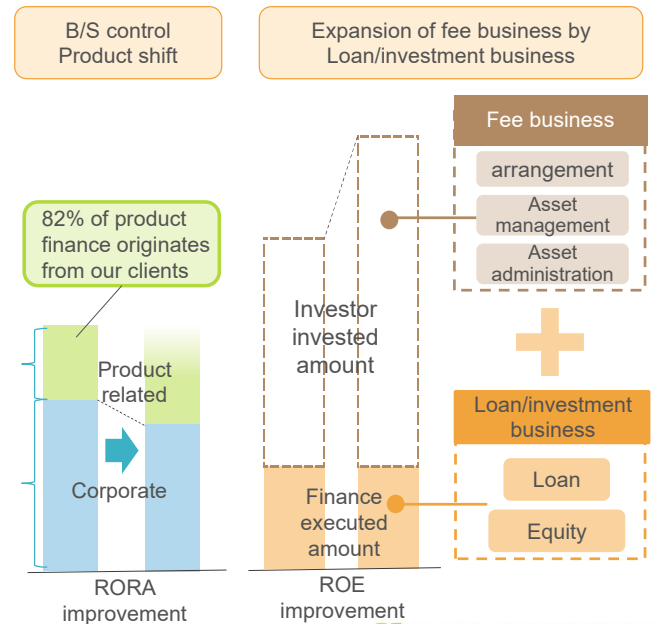 B/S control
Product shift
Expansion of fee business by
Loan/investment business
82% of product
finance originates
from our clients
Product
related
Corporate
RORA
improvement
Investor
invested
amount
Finance
executed
amount
ROE
improvement
Fee business
arrangement
Asset
management
Asset
administration
Loan/investment
business
Loan
Equity